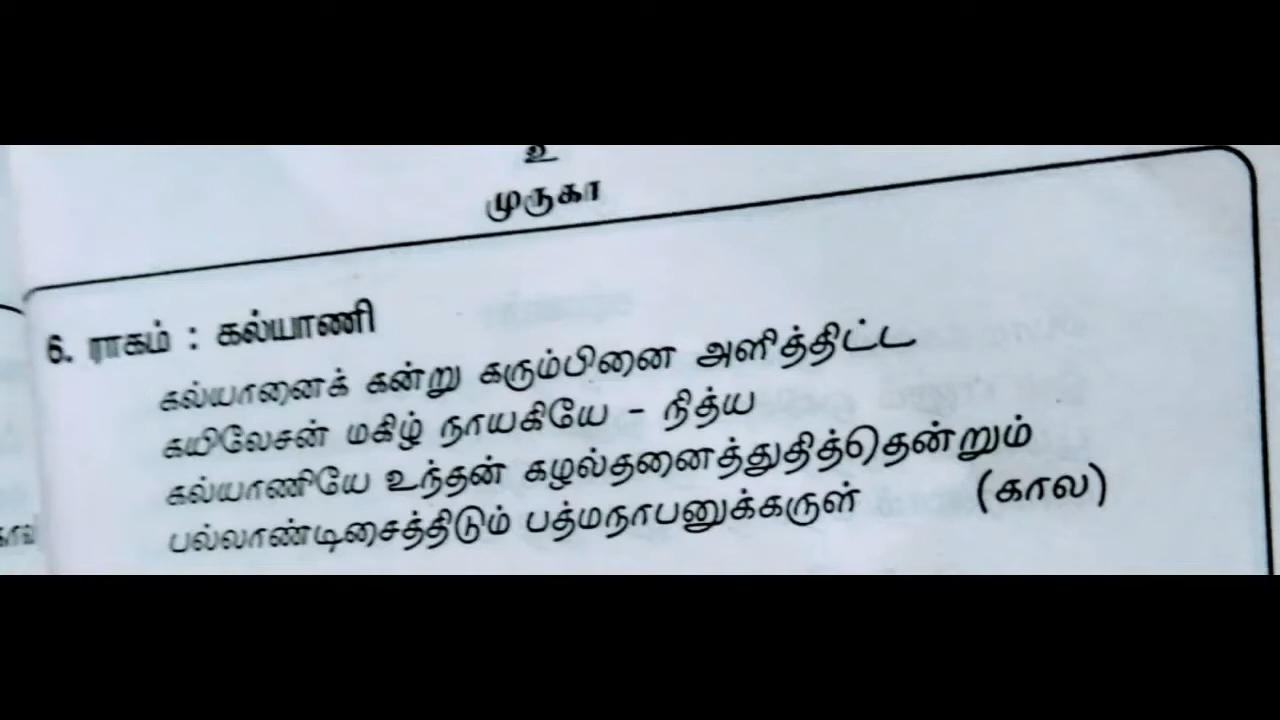 உ
முருகா
6. ராகம் : கல்யாணி
கல்யானைக் கன்று கரும்பினை அளித்திட்ட
கயிலேசன் மகிழ் நாயகியே - நித்ய
கல்யாணியே உந்தன் கழல்தனைத்துதித்தென்றும்
பல்லாண்டிசைத்திடும் பத்மநாபனுக்கருள் (கால)